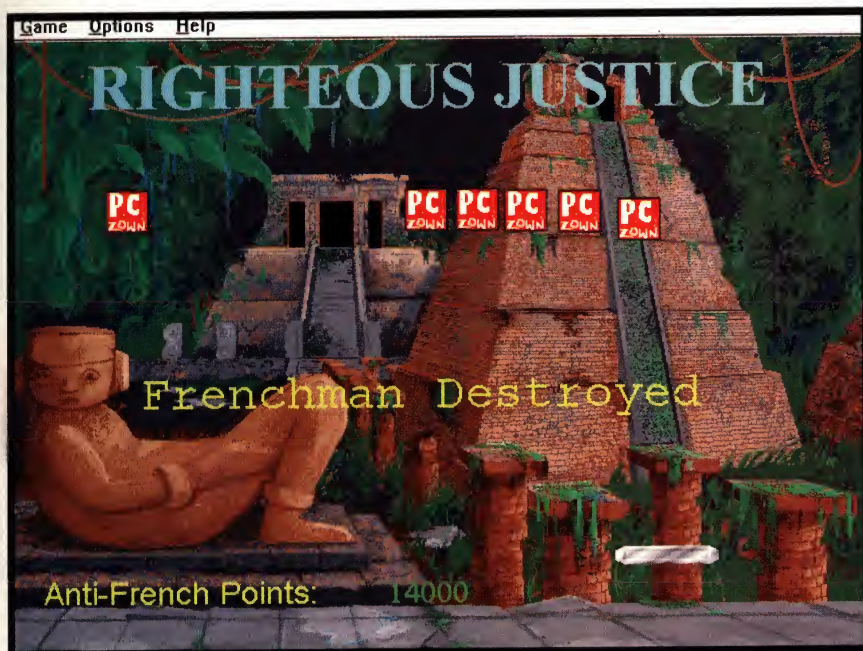 Game Options Help
RIGHTEOUS JUSTICE
PC ZOWN
PC ZOWN
PC ZOWN
PC ZOWN
PC ZOWN
PC ZOWN
Frenchman Destroyed
Anti-French Points: 14000